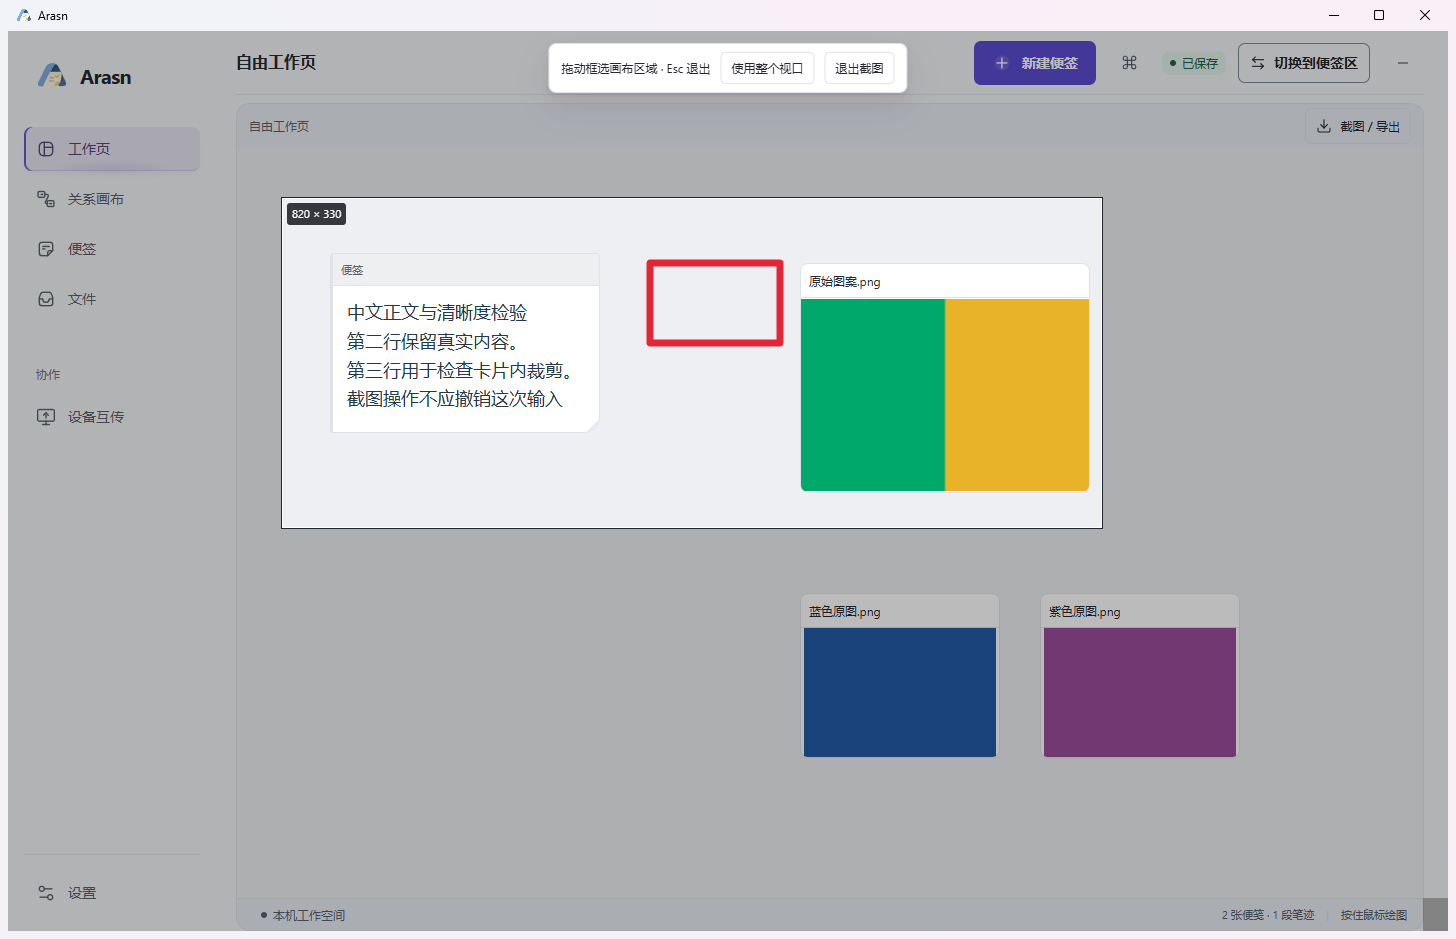 Arasn
Arasn
自由工作页
拖动框选画布区域 · Esc 退出
使用整个视口
退出截图
新建便签
已保存
切换到便签区
工作页
关系画布
便签
文件
协作
设备互传
设置
自由工作页
截图 / 导出
820 × 330
便签
中文正文与清晰度检验
第二行保留真实内容。
第三行用于检查卡片内裁剪。
截图操作不应撤销这次输入
原始图案.png
蓝色原图.png
紫色原图.png
本机工作空间
2 张便笺 · 1 段笔迹
按住鼠标绘图